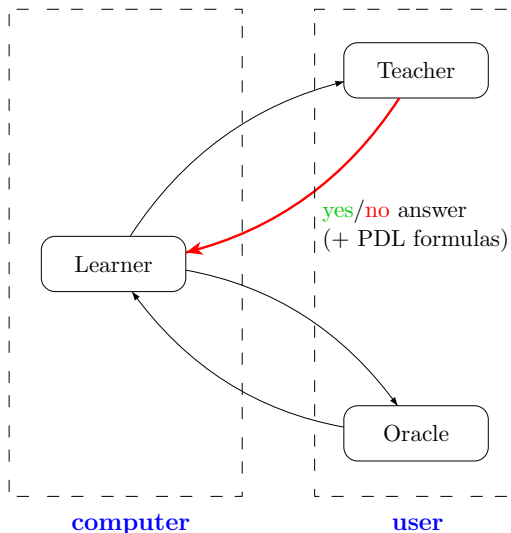 Teacher
yes/no answer
(+ PDL formulas)
Learner
Oracle
computer
user